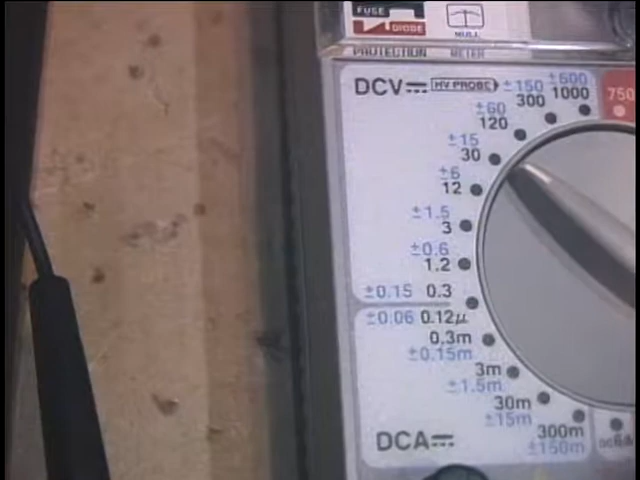 FUSE
DIODE
NULL
PROTECTION METER
DCV HV PROBE ±150 ±600
300 1000 750
±60
120
±15
30
±6
12
±1.5
3
±0.6
1.2
±0.15 0.3
±0.06 0.12μ
0.3m
±0.15m
3m
±1.5m
30m
±15m
300m
DCA ±150m